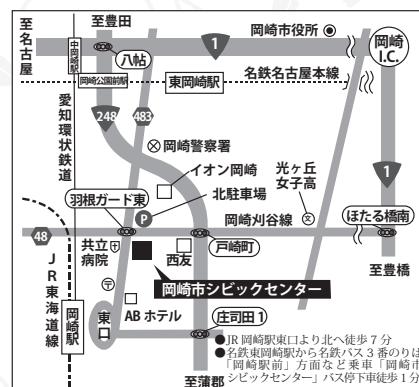 至豊田
至名古屋
中岡崎駅
八帖
1
岡崎市役所
岡崎
I.C.
岡崎公園前駅
東岡崎駅
名鉄名古屋本線
愛知環状鉄道
248
483
岡崎警察署
イオン岡崎
光ヶ丘
女子高
1
羽根ガード東
北駐車場
P
岡崎刈谷線
文
ほたる橋南
48
共立
病院
西友
戸崎町
至豊橋
岡崎市シビックセンター
JR東海道線
岡崎駅
東口
ABホテル
庄司田1
●JR岡崎駅東口より北へ徒歩7分
●名鉄東岡崎駅から名鉄バス3番のりば
「岡崎駅前」方面など乗車「岡崎市
シビックセンター」バス停下車徒歩1分
至蒲郡